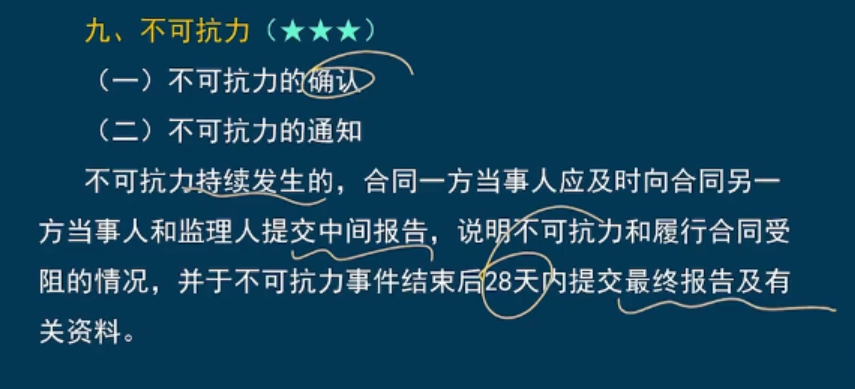 九、不可抗力（★★★）
（一）不可抗力的确认
（二）不可抗力的通知
不可抗力持续发生的，合同一方当事人应及时向合同另一
方当事人和监理人提交中间报告，说明不可抗力和履行合同受
阻的情况，并于不可抗力事件结束后28天内提交最终报告及有
关资料。